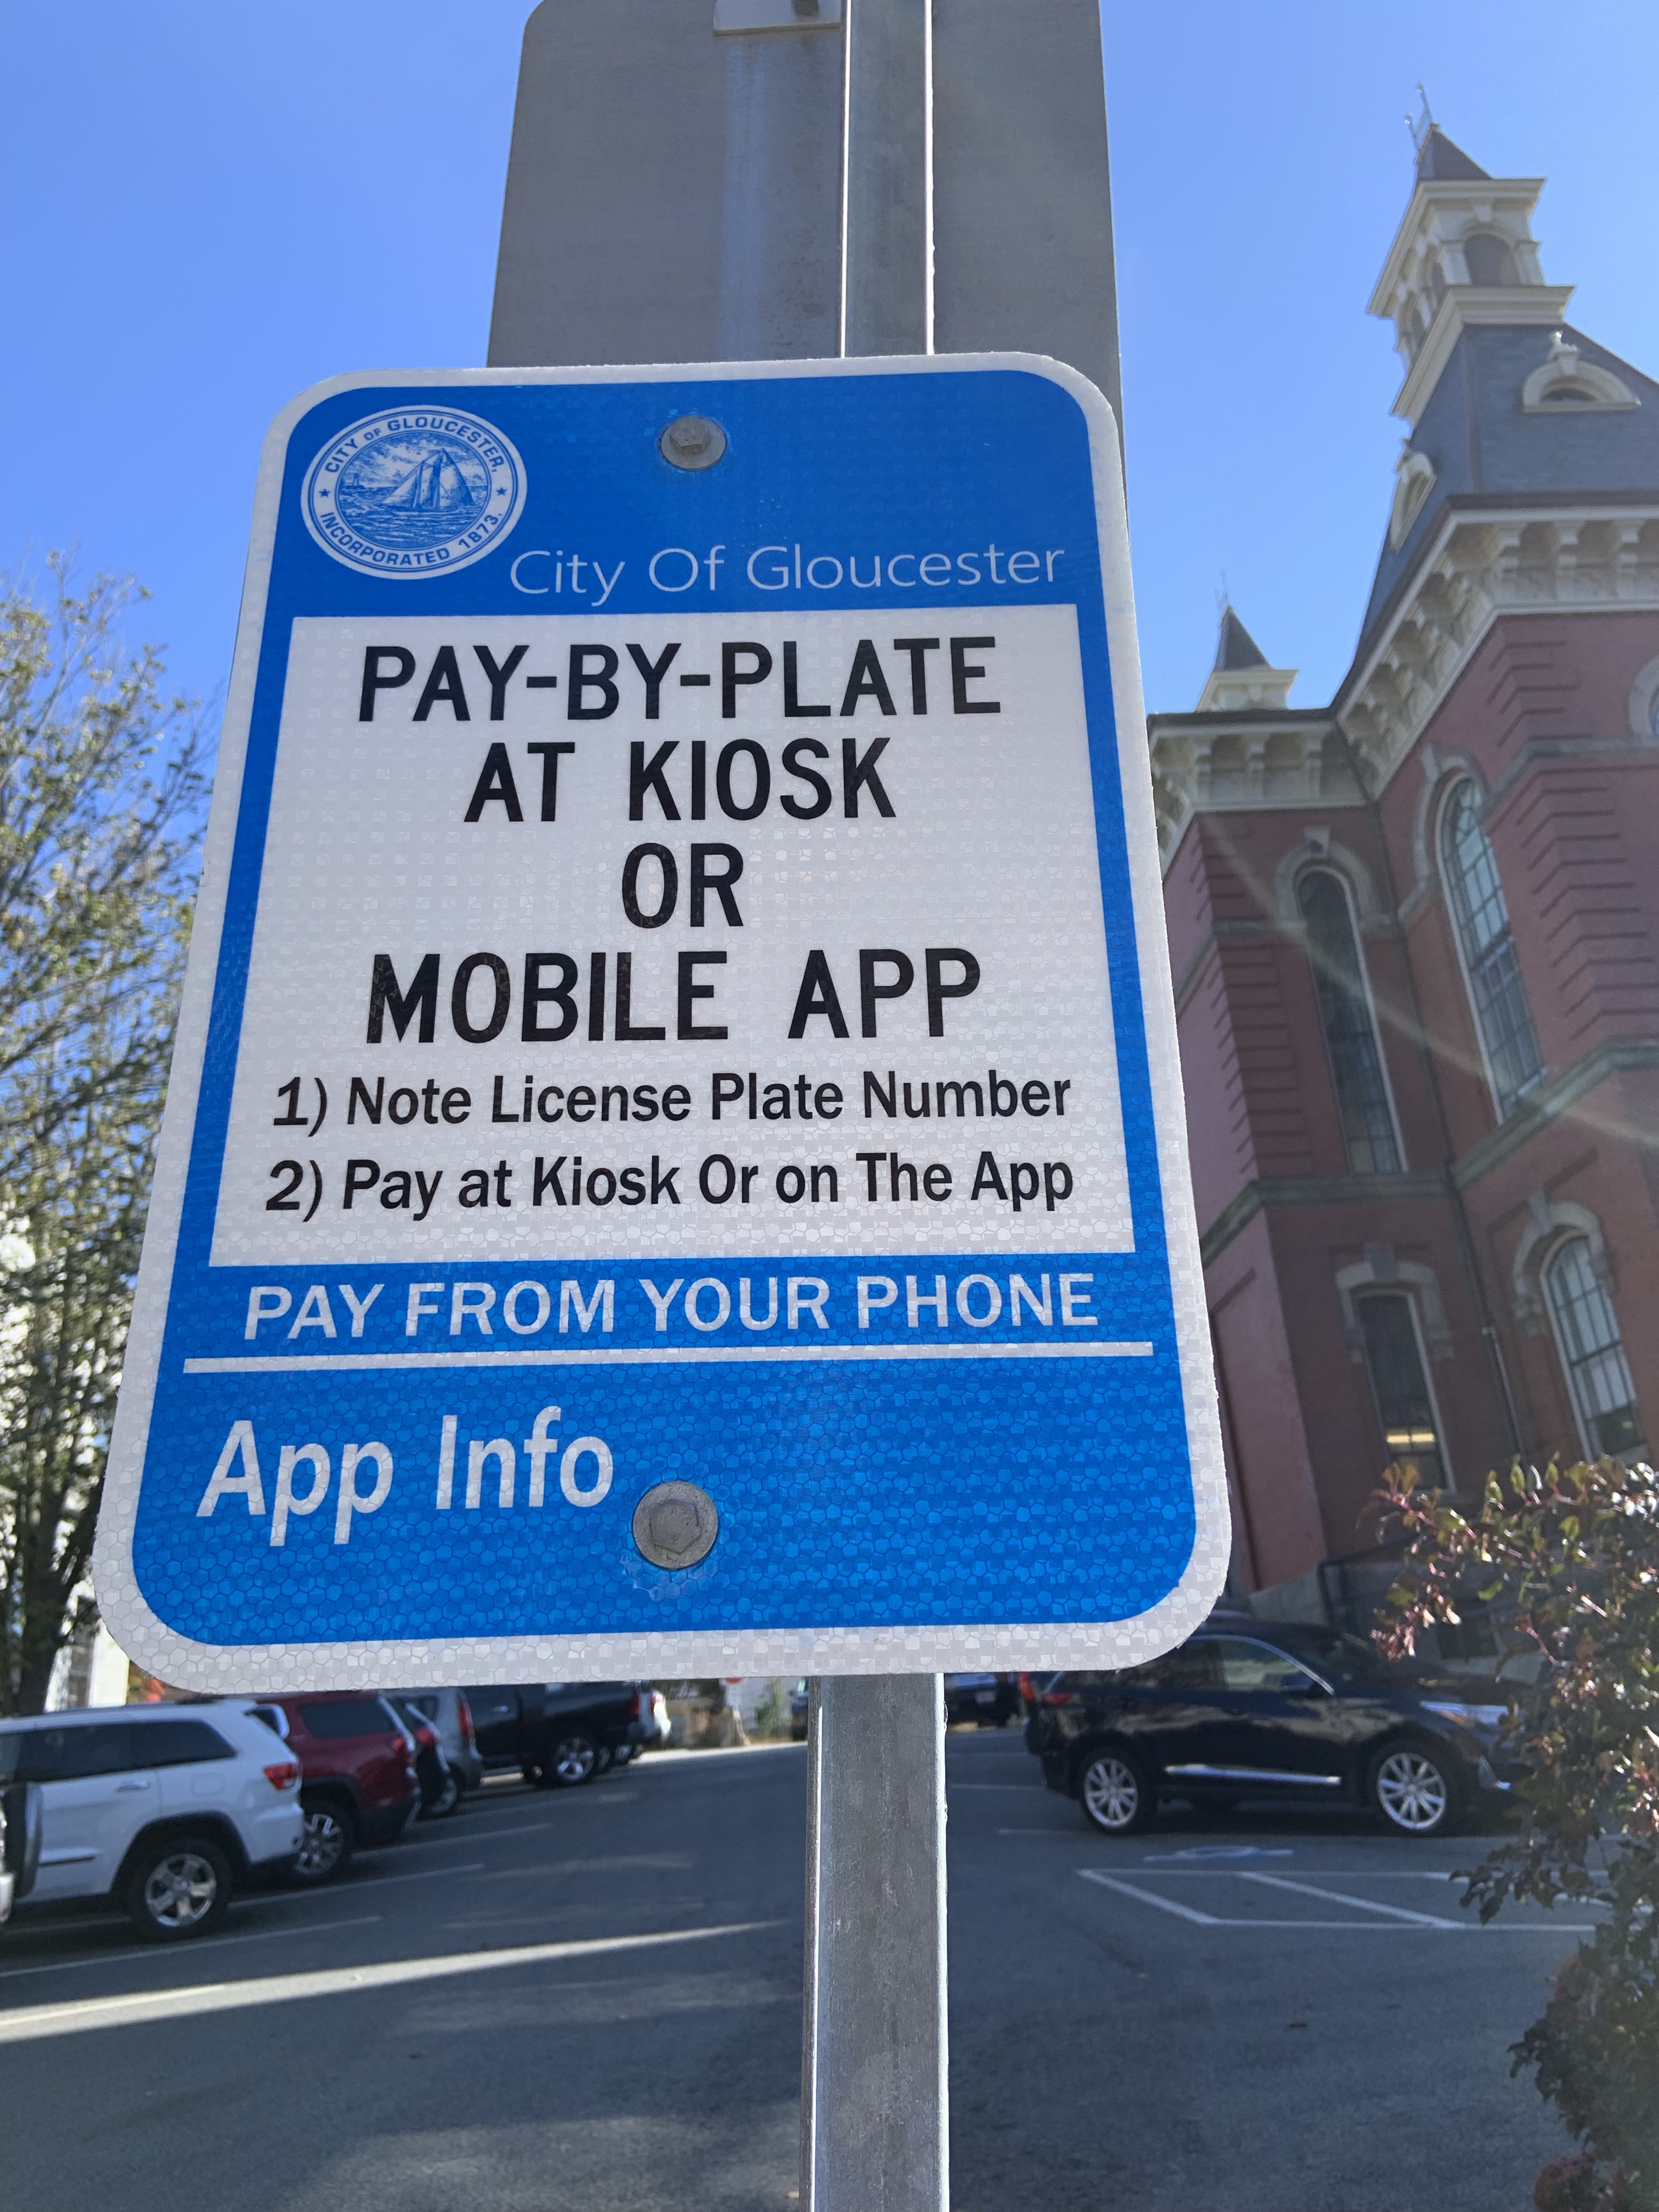 CITY OF GLOUCESTER,
INCORPORATED 1873.
City Of Gloucester
PAY-BY-PLATE
AT KIOSK
OR
MOBILE APP
1) Note License Plate Number
2) Pay at Kiosk Or on The App
PAY FROM YOUR PHONE
App Info